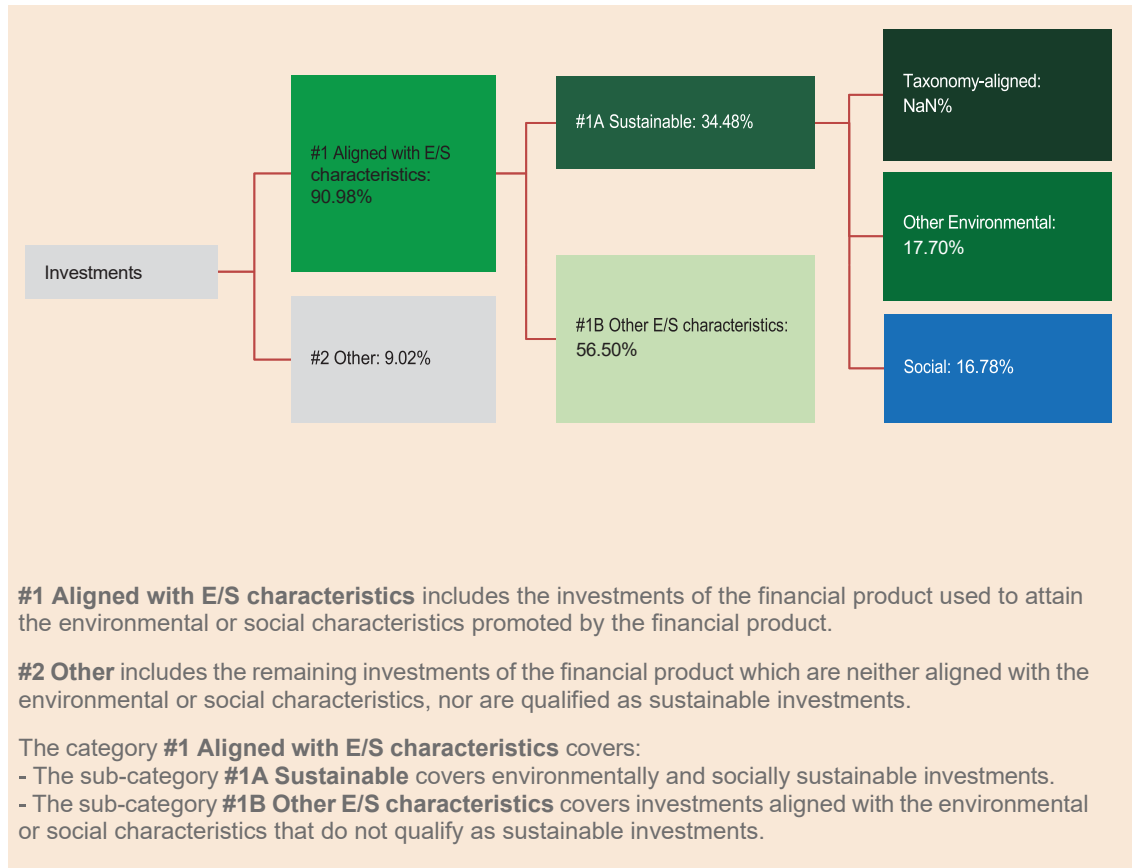 Investments
#1 Aligned with E/S
characteristics:
90.98%
#2 Other: 9.02%
#1A Sustainable: 34.48%
#1B Other E/S characteristics:
56.50%
Taxonomy-aligned:
NaN%
Other Environmental:
17.70%
Social: 16.78%
#1 Aligned with E/S characteristics includes the investments of the financial product used to attain
the environmental or social characteristics promoted by the financial product.
#2 Other includes the remaining investments of the financial product which are neither aligned with the
environmental or social characteristics, nor are qualified as sustainable investments.
The category #1 Aligned with E/S characteristics covers:
- The sub-category #1A Sustainable covers environmentally and socially sustainable investments.
- The sub-category #1B Other E/S characteristics covers investments aligned with the environmental
or social characteristics that do not qualify as sustainable investments.